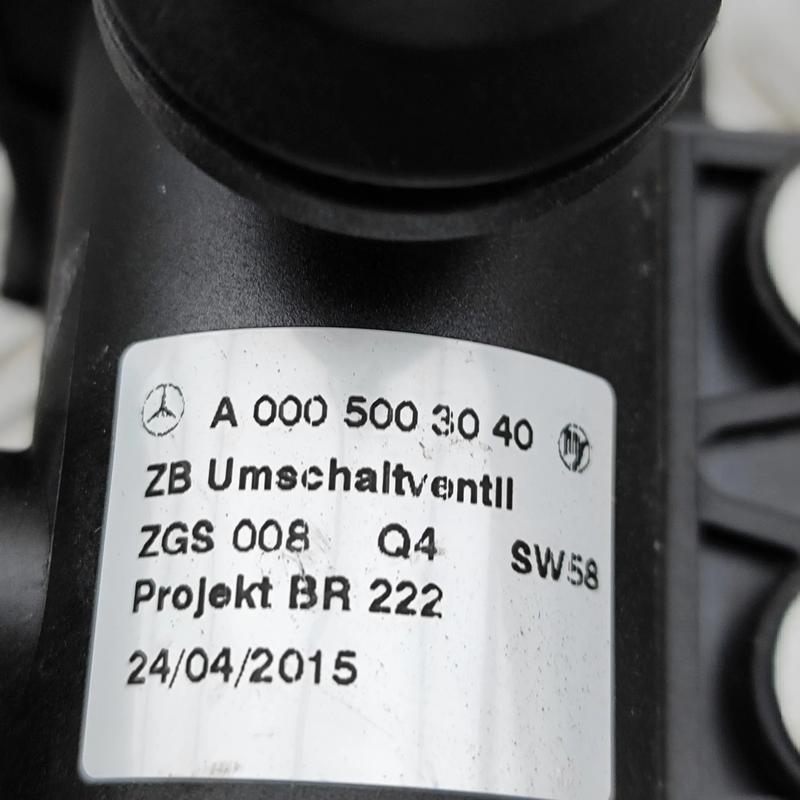 A 000 500 30 40
ZB Umschaltventil
ZGS 008 Q4 SW58
Projekt BR 222
24/04/2015